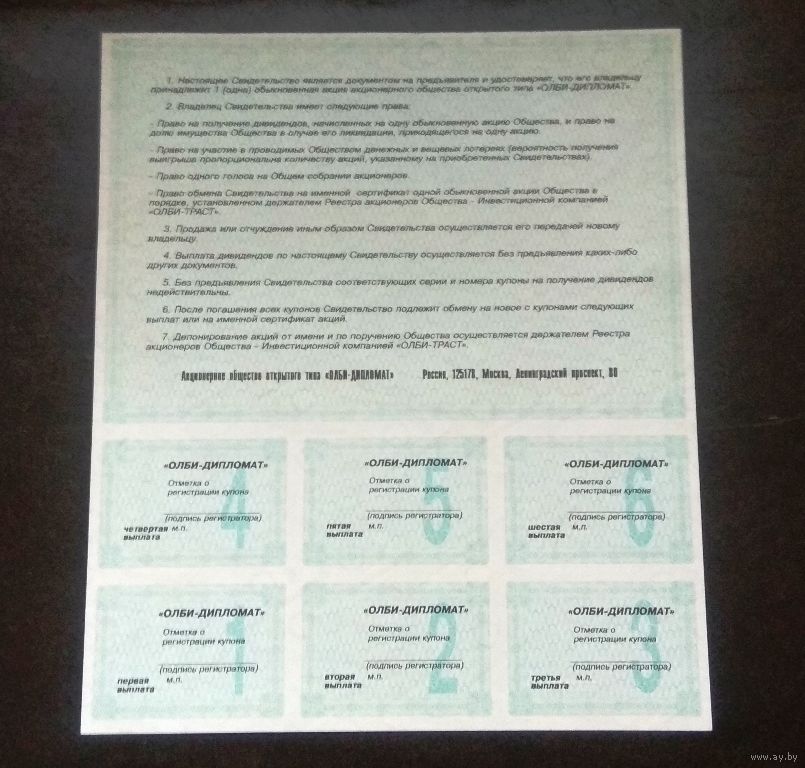 1. Настоящее Свидетельство является документом на предъявителя и удостоверяет, что его владельцу
принадлежит 1 (одна) обыкновенная акция акционерного общества открытого типа «ОЛБИ-ДИПЛОМАТ».
2. Владелец Свидетельства имеет следующие права:
- Право на получение дивидендов, начисленных на одну обыкновенную акцию Общества, и право на
долю имущества Общества в случае его ликвидации, приходящегося на одну акцию.
- Право на участие в проводимых Обществом денежных и вещевых лотереях (вероятность получения
выигрыша пропорциональна количеству акций, указанному на приобретенных Свидетельствах).
- Право одного голоса на Общем собрании акционеров.
- Право обмена Свидетельства на именной сертификат одной обыкновенной акции Общества в
порядке, установленном держателем Реестра акционеров Общества - Инвестиционной компанией
«ОЛБИ-ТРАСТ».
3. Продажа или отчуждение иным образом Свидетельства осуществляется его передачей новому
владельцу.
4. Выплата дивидендов по настоящему Свидетельству осуществляется без предъявления каких-либо
других документов.
5. Без предъявления Свидетельства соответствующих серии и номера купоны на получение дивидендов
недействительны.
6. После погашения всех купонов Свидетельство подлежит обмену на новое с купонами следующих
выплат или на именной сертификат акций.
7. Депонирование акций от имени и по поручению Общества осуществляется держателем Реестра
акционеров Общества - Инвестиционной компанией «ОЛБИ-ТРАСТ».
Акционерное общество открытого типа «ОЛБИ-ДИПЛОМАТ» Россия, 125178, Москва, Ленинградский проспект, 80
«ОЛБИ-ДИПЛОМАТ»
Отметка о
регистрации купона
4
(подпись регистратора)
четвертая м.п.
выплата
«ОЛБИ-ДИПЛОМАТ»
Отметка о
регистрации купона
5
(подпись регистратора)
пятая м.п.
выплата
«ОЛБИ-ДИПЛОМАТ»
Отметка о
регистрации купона
6
(подпись регистратора)
шестая м.п.
выплата
«ОЛБИ-ДИПЛОМАТ»
Отметка о
регистрации купона
1
(подпись регистратора)
первая м.п.
выплата
«ОЛБИ-ДИПЛОМАТ»
Отметка о
регистрации купона
2
(подпись регистратора)
вторая м.п.
выплата
«ОЛБИ-ДИПЛОМАТ»
Отметка о
регистрации купона
3
(подпись регистратора)
третья м.п.
выплата
www.ay.by